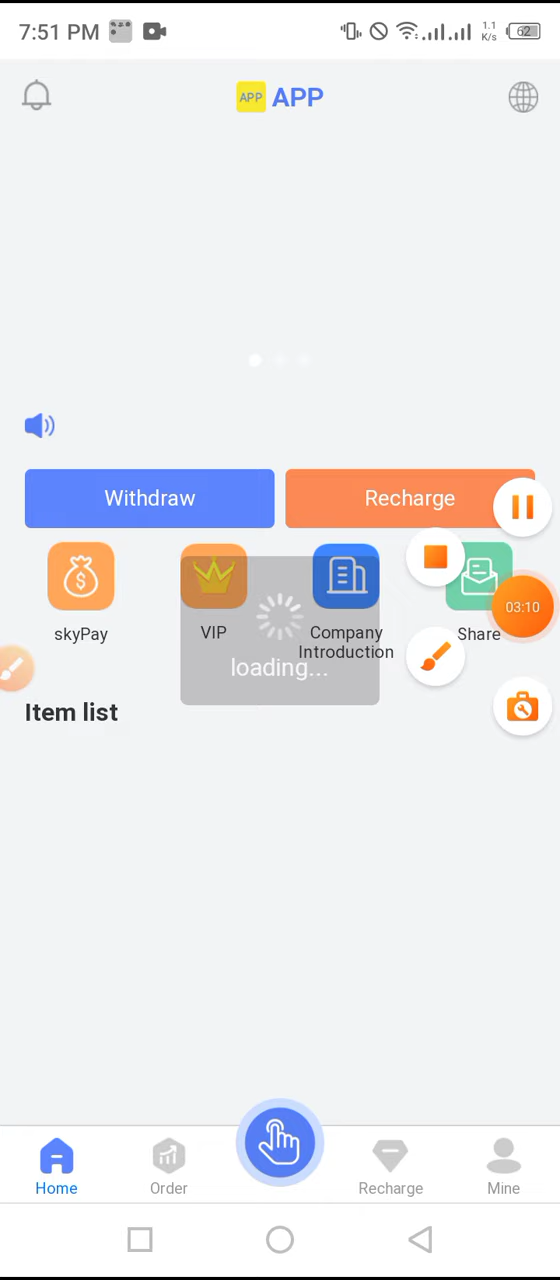 7:51 PM
1.1
K/s
62
APP APP
Withdraw
Recharge
03:10
skyPay
VIP
Company
Introduction
Share
loading...
Item list
Home
Order
Recharge
Mine